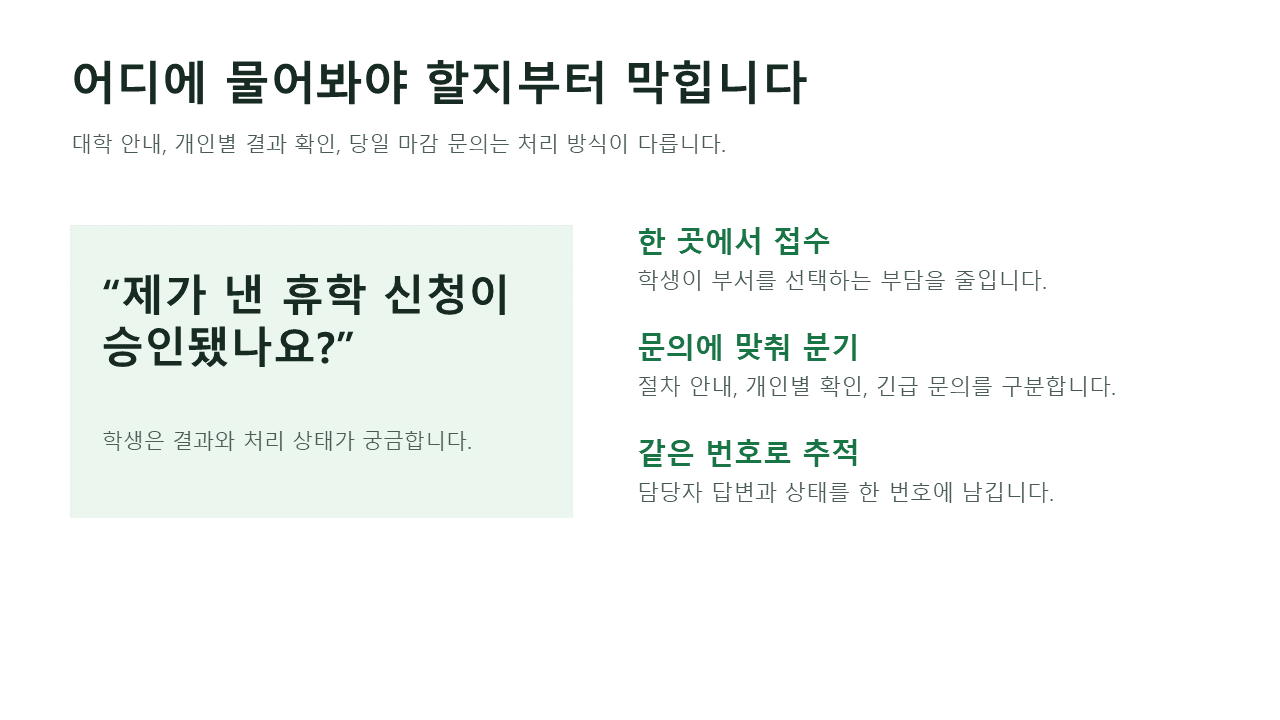 어디에 물어봐야 할지부터 막힙니다
대학 안내, 개인별 결과 확인, 당일 마감 문의는 처리 방식이 다릅니다.
“제가 낸 휴학 신청이
승인됐나요?”
학생은 결과와 처리 상태가 궁금합니다.
한 곳에서 접수
학생이 부서를 선택하는 부담을 줄입니다.
문의에 맞춰 분기
절차 안내, 개인별 확인, 긴급 문의를 구분합니다.
같은 번호로 추적
담당자 답변과 상태를 한 번호에 남깁니다.